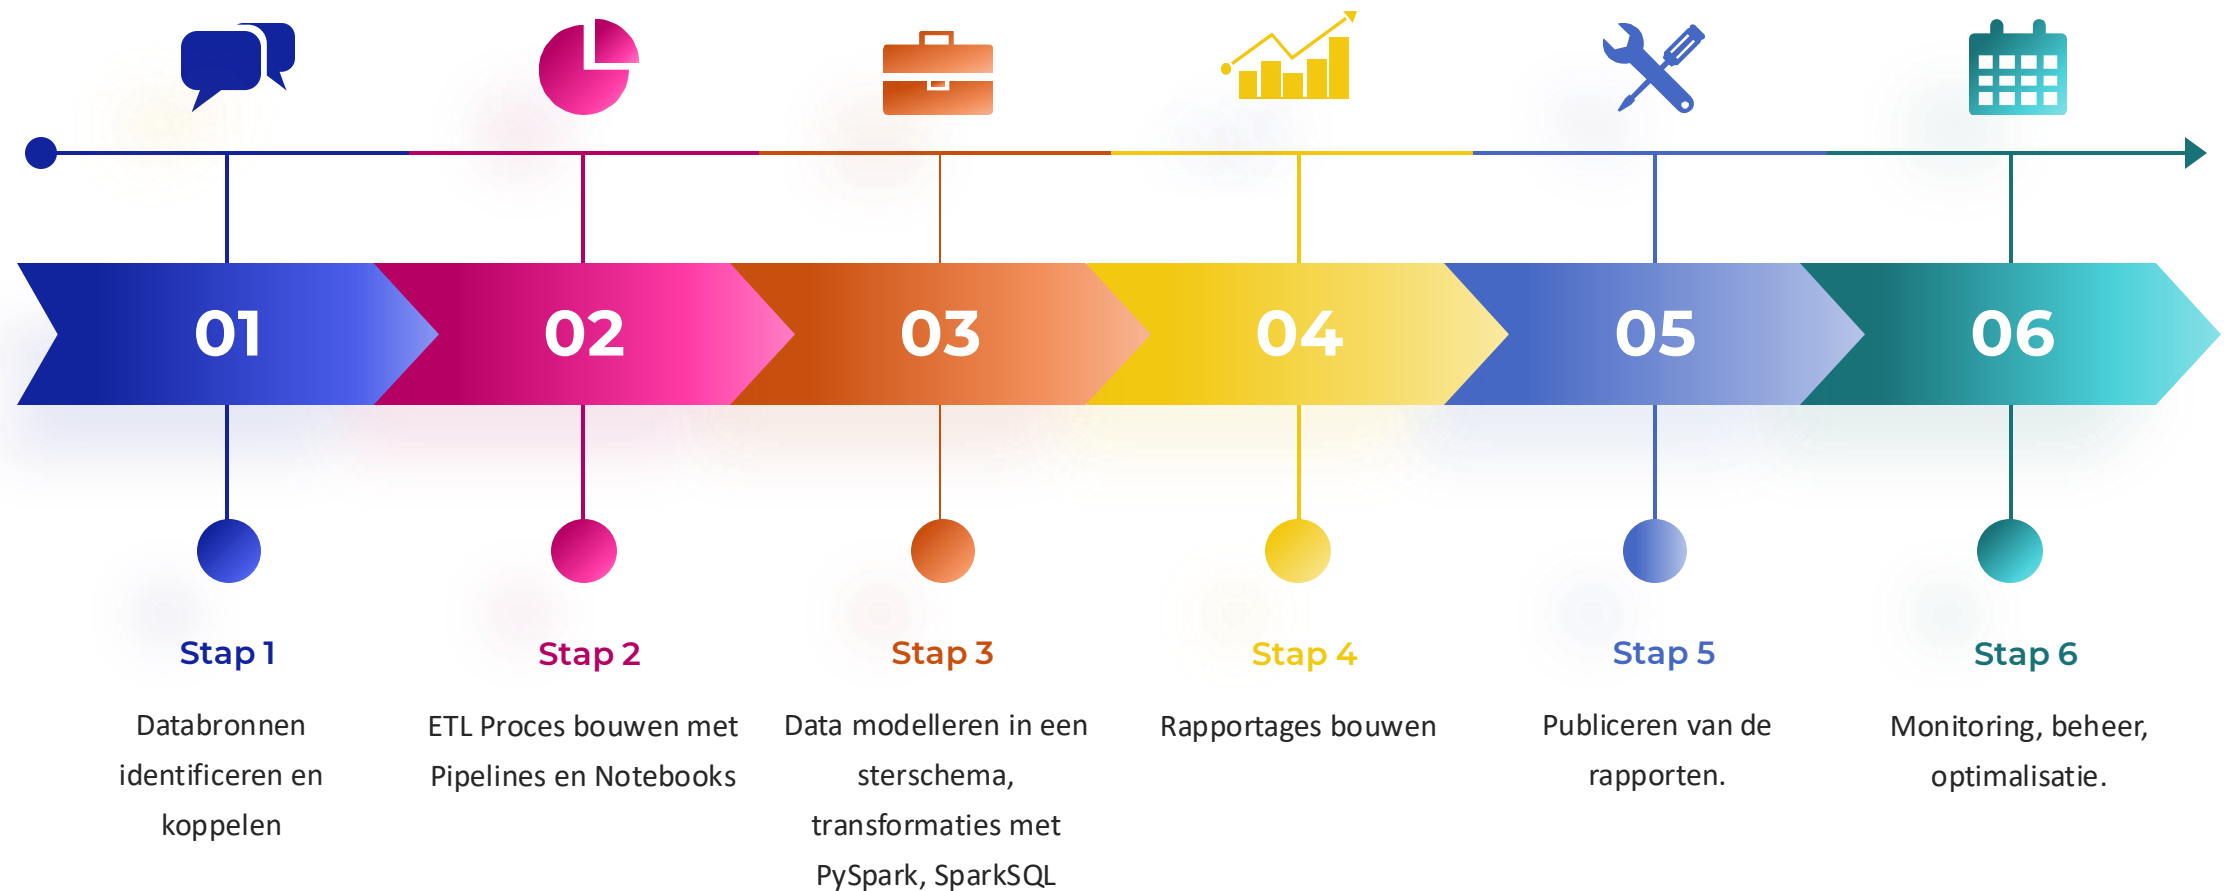 01
02
03
04
05
06
Stap 1
Databronnen
identificeren en
koppelen
Stap 2
ETL Proces bouwen met
Pipelines en Notebooks
Stap 3
Data modelleren in een
sterschema,
transformaties met
PySpark, SparkSQL
Stap 4
Rapportages bouwen
Stap 5
Publiceren van de
rapporten.
Stap 6
Monitoring, beheer,
optimalisatie.